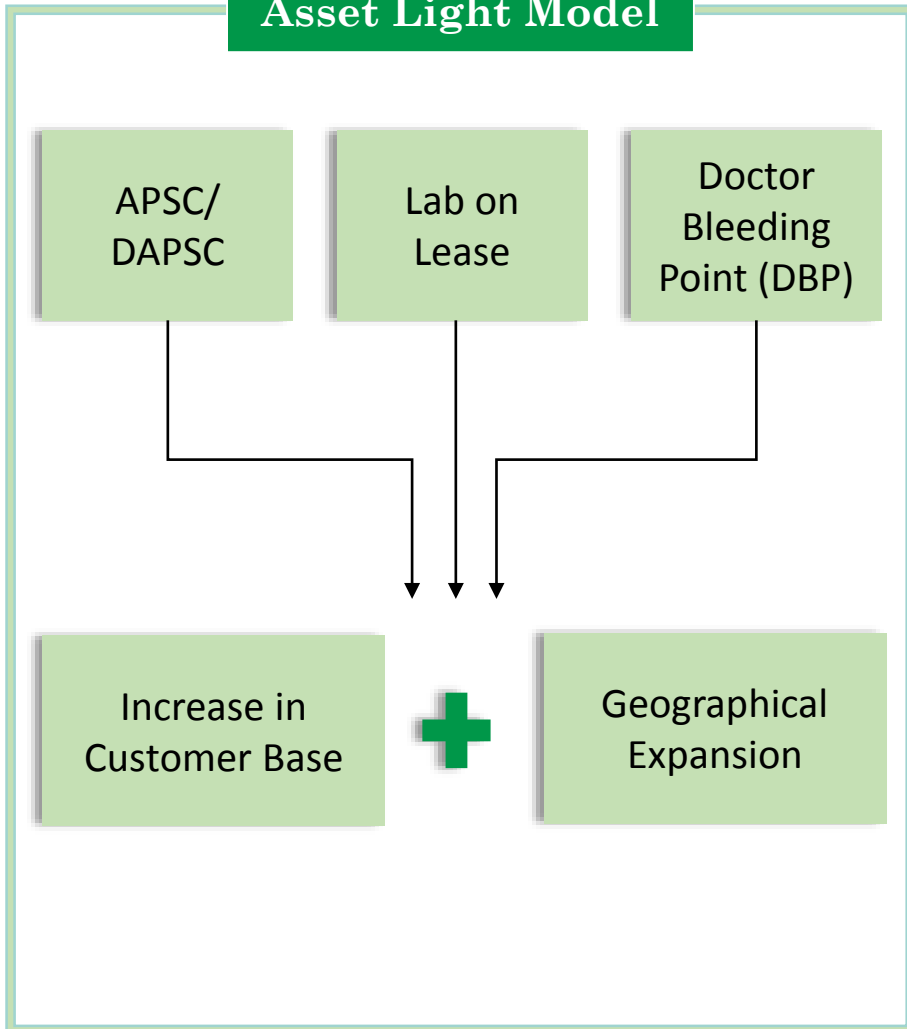 Asset Light Model
APSC/
DAPSC
Lab on
Lease
Doctor
Bleeding
Point (DBP)
Increase in
Customer Base
Geographical
Expansion